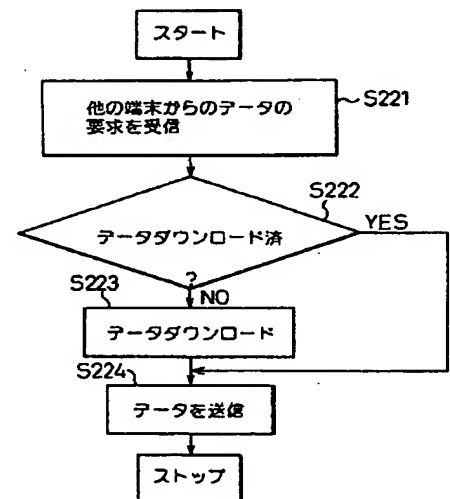 スタート
他の端末からのデータの
要求を受信
S221
S222
データダウンロード済
?
YES
S223
NO
データダウンロード
S224
データを送信
ストップ